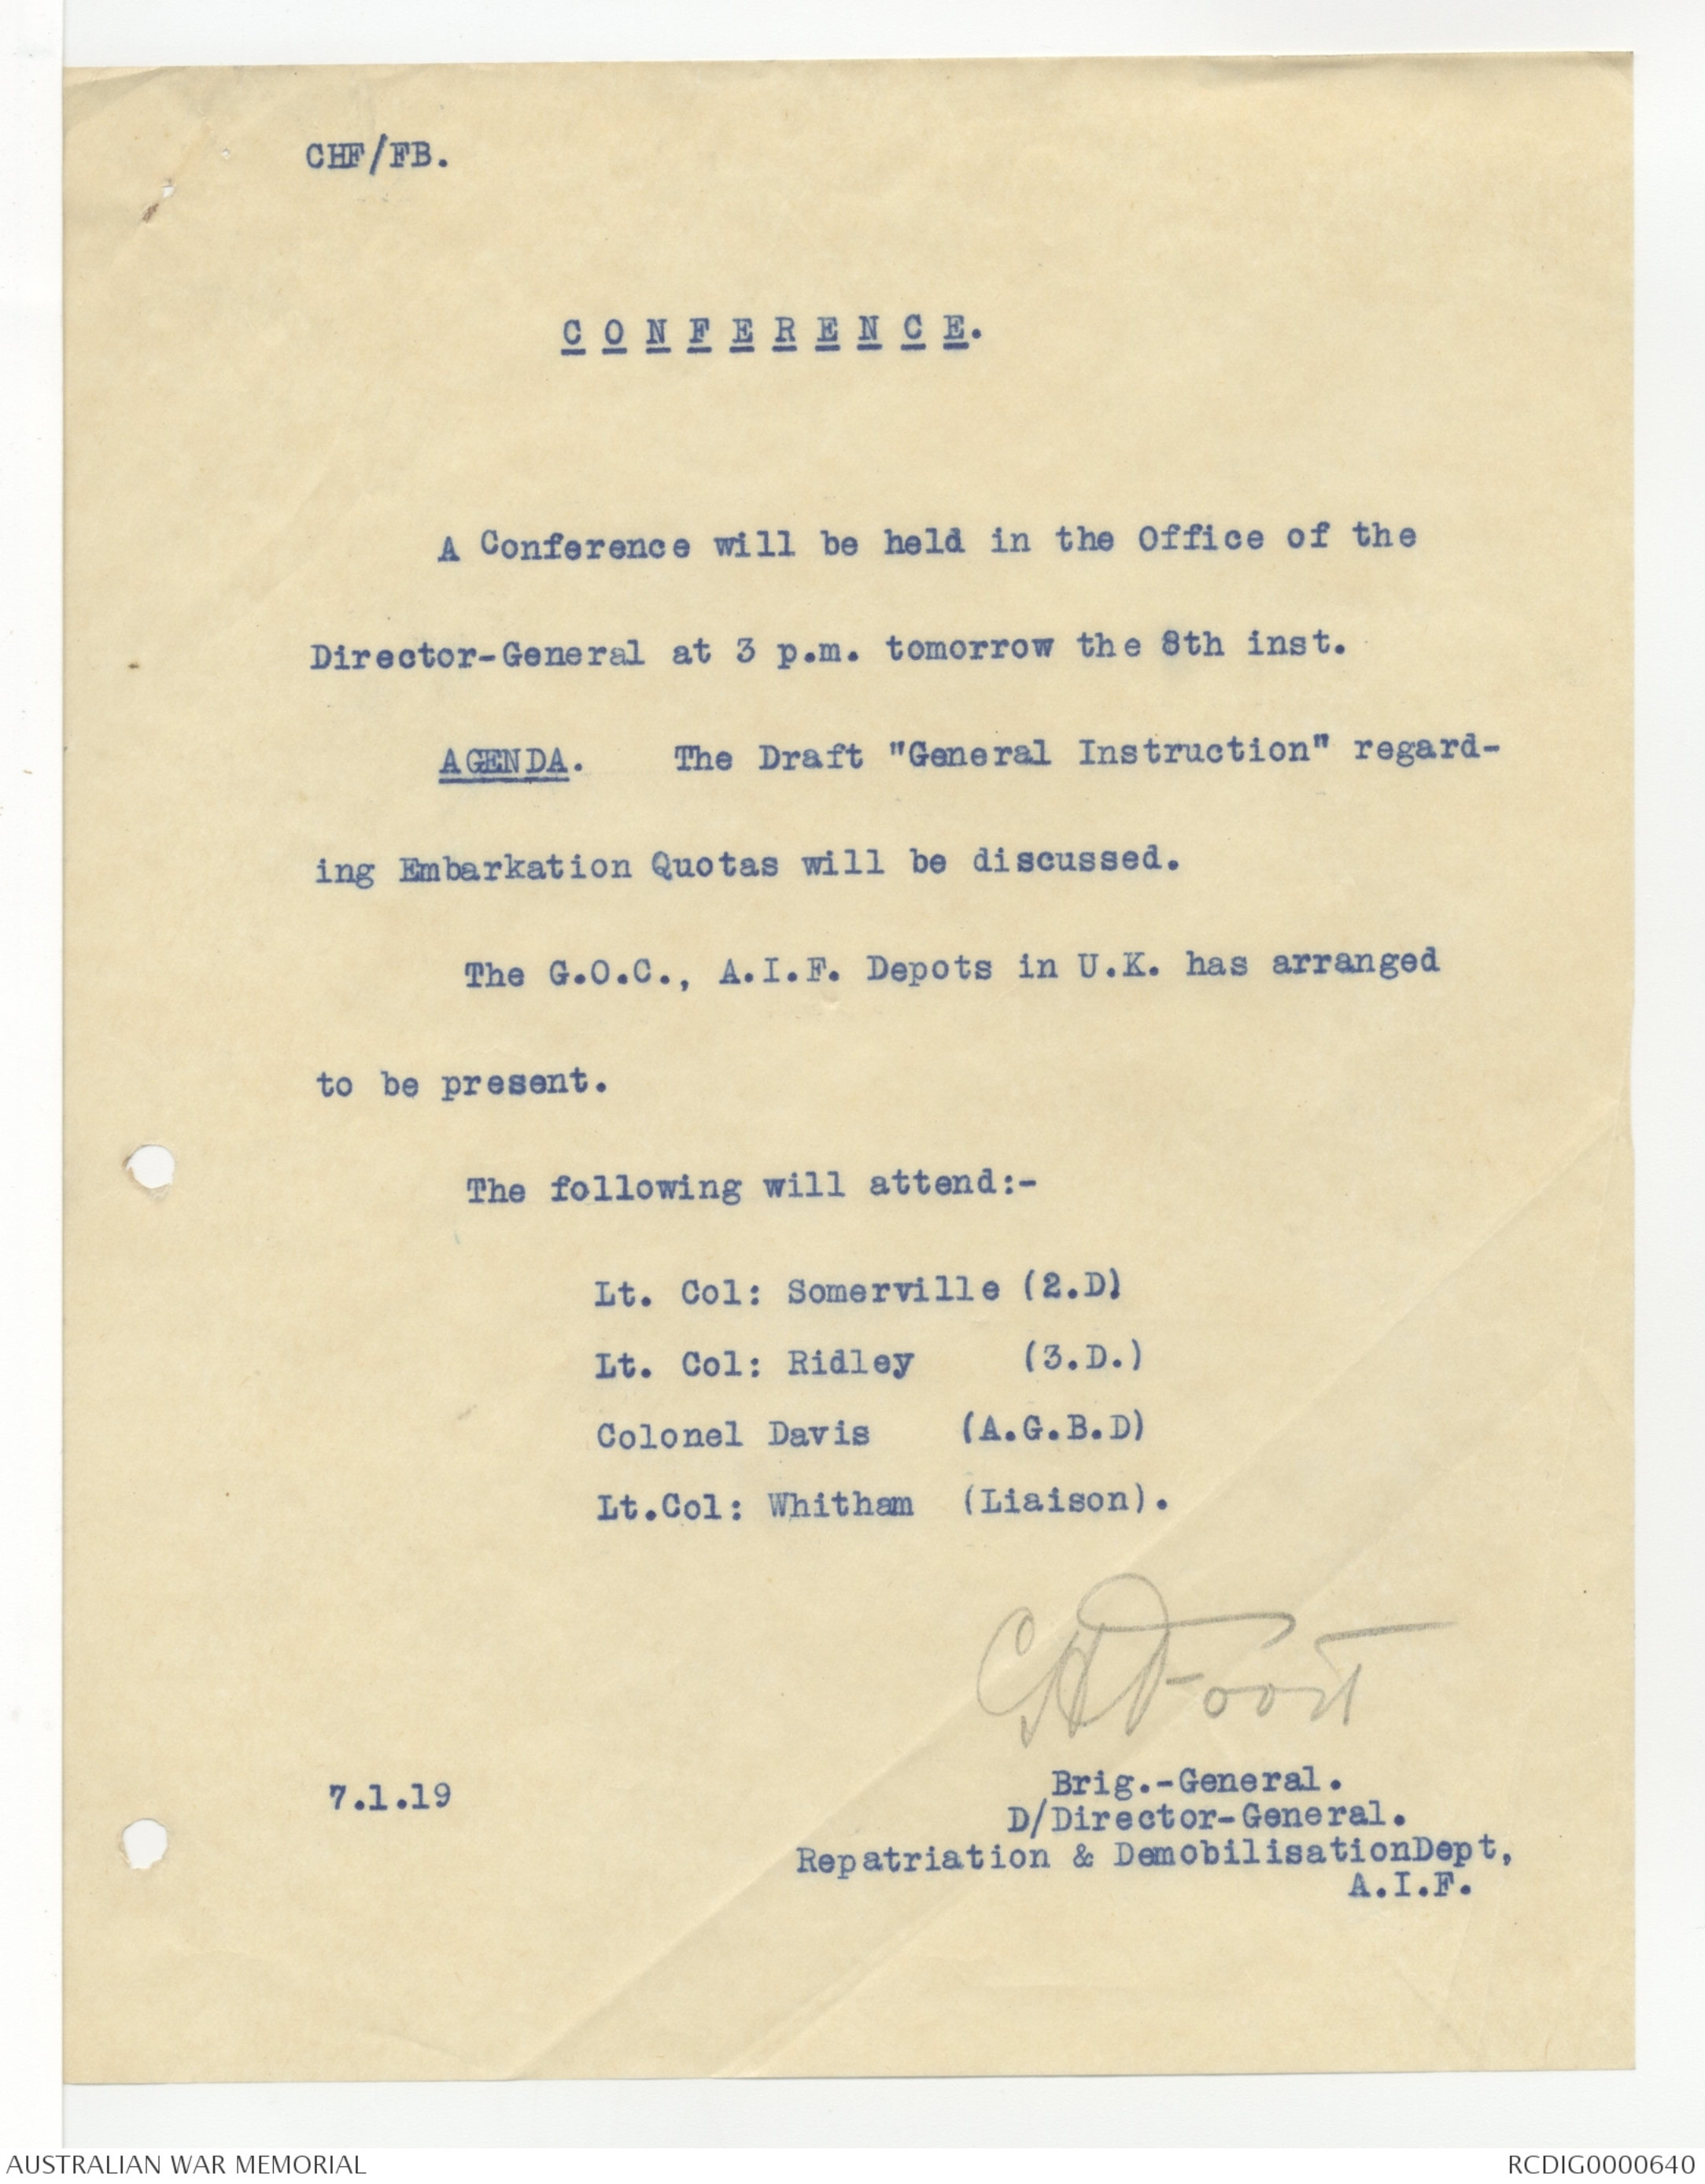 CHF/FB.
CONFERENCE.
A Conference will be held in the Office of the
Director-General at 3 p.m. tomorrow the 8th inst.
AGENDA. The Draft "General Instruction" regard-
ing Embarkation Quotas will be discussed.
The G.O.C., A.I.F. Depots in U.K. has arranged
to be present.
The following will attend:-
Lt. Col: Somerville (2.D)
Lt. Col: Ridley (3.D.)
Colonel Davis (A.G.B.D)
Lt.Col: Whitham (Liaison).
CH Foott
7.1.19
Brig.-General.
D/Director-General.
Repatriation & DemobilisationDept,
A.I.F.
AUSTRALIAN WAR MEMORIAL
RCDIG0000640